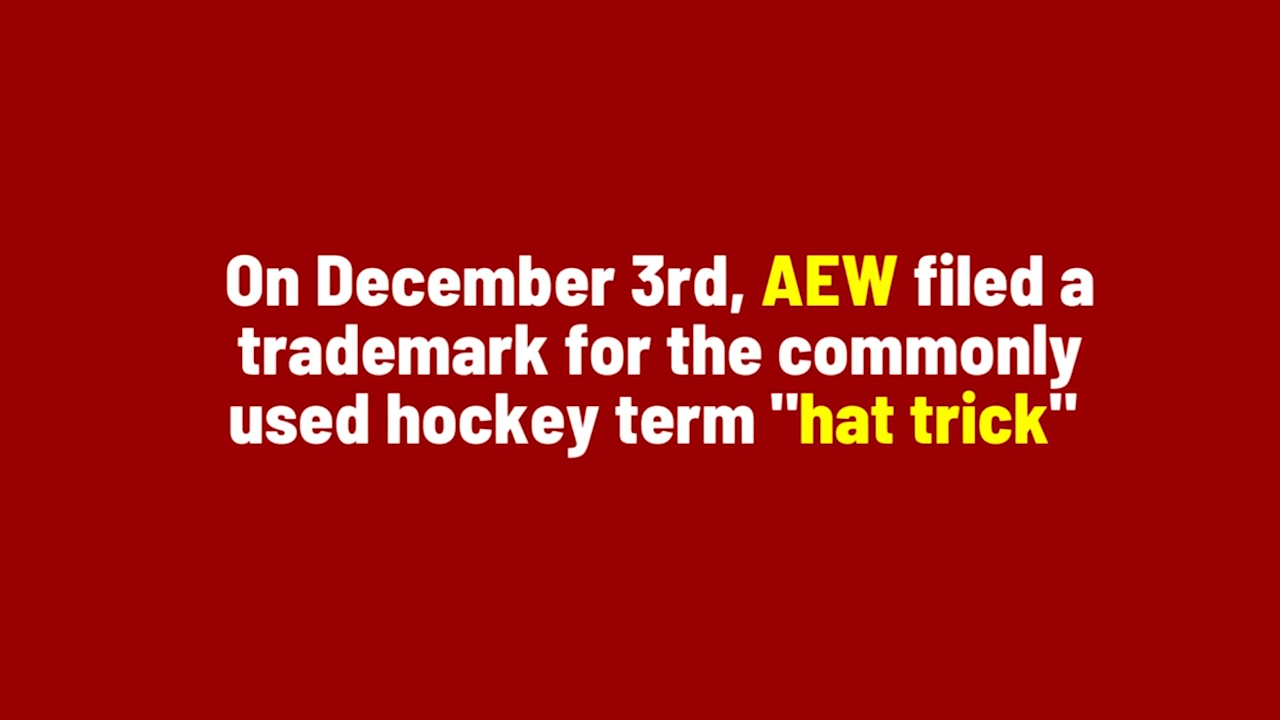 On December 3rd, AEW filed a
trademark for the commonly
used hockey term "hat trick"